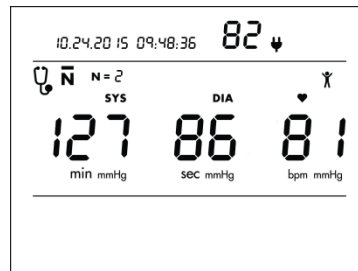 10.24.2015 09:48:36 82
N N = 2
SYS DIA
127 86 81
min mmHg sec mmHg bpm mmHg